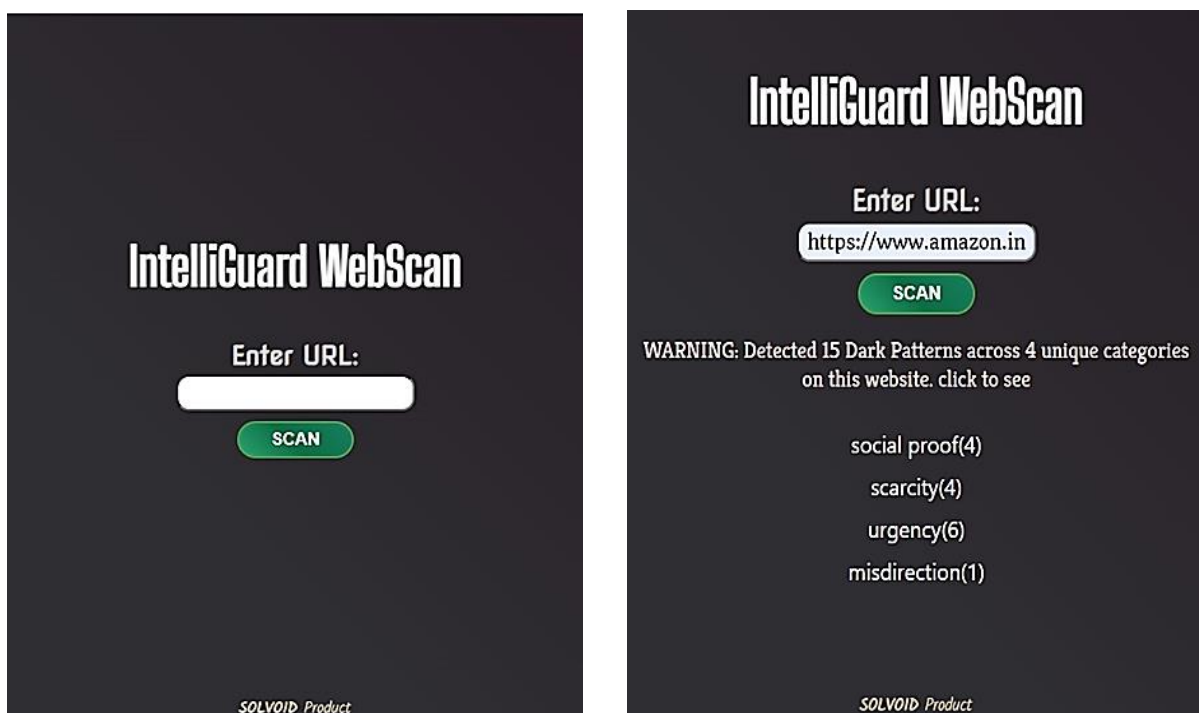 IntelliGuard WebScan
Enter URL:
SCAN
SOLVOID Product
IntelliGuard WebScan
Enter URL:
https://www.amazon.in
SCAN
WARNING: Detected 15 Dark Patterns across 4 unique categories
on this website. click to see
social proof(4)
scarcity(4)
urgency(6)
misdirection(1)
SOLVOID Product